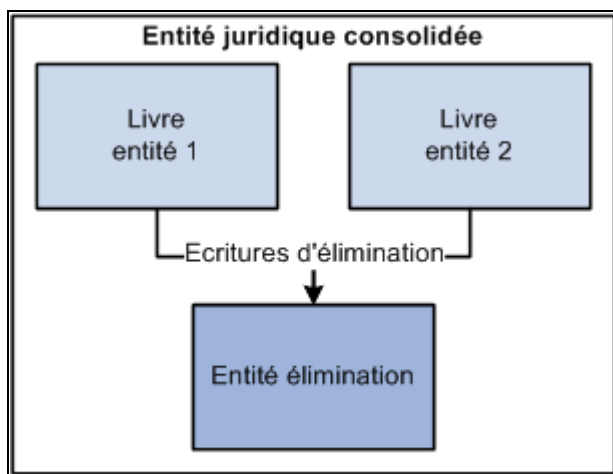 Entité juridique consolidée
Livre
entité 1
Livre
entité 2
Ecritures d'élimination
Entité élimination